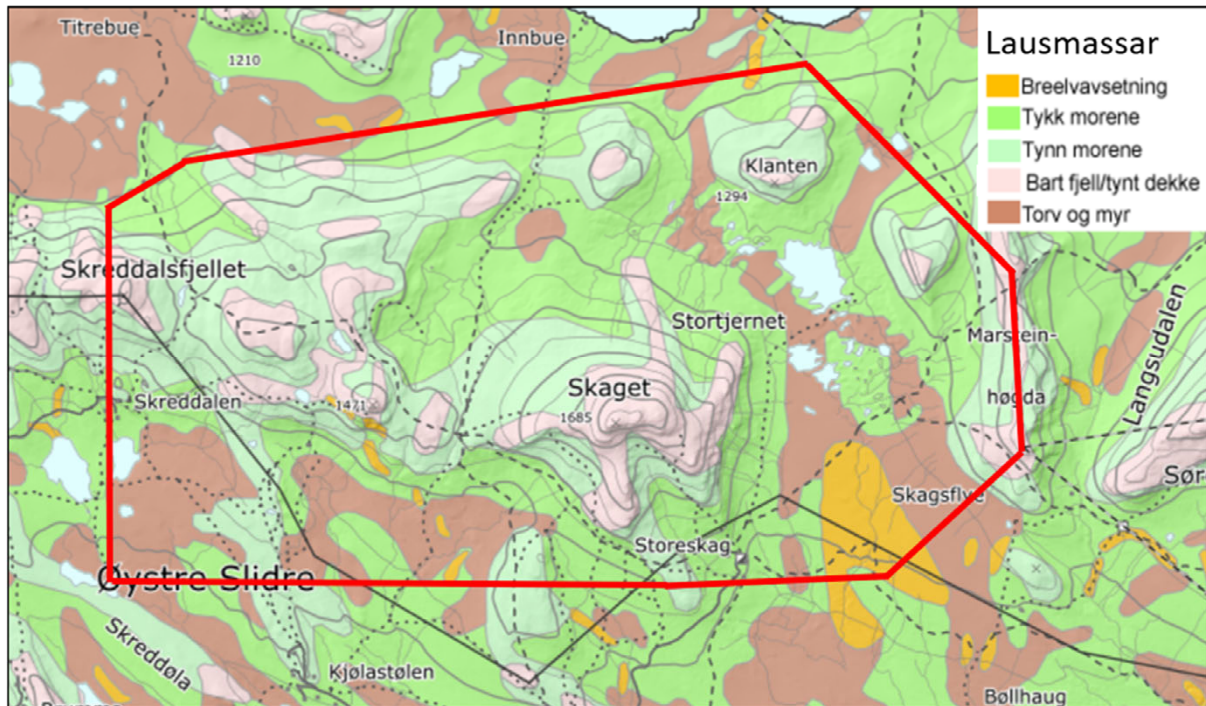 Titrebue
Innbue
1210
Lausmassar
Breelvavsetning
Tykk morene
Tynn morene
Bart fjell/tynt dekke
Torv og myr
Klanten
1294
Skreddalsfjellet
Stortjernet
Marstein-
høgda
Langsudalen
Skaget
1685
Skreddalen
1471
Sør-
Skagsflye
Storeskag
Øystre Slidre
Skreddøla
Kjølastølen
Bøllhaug